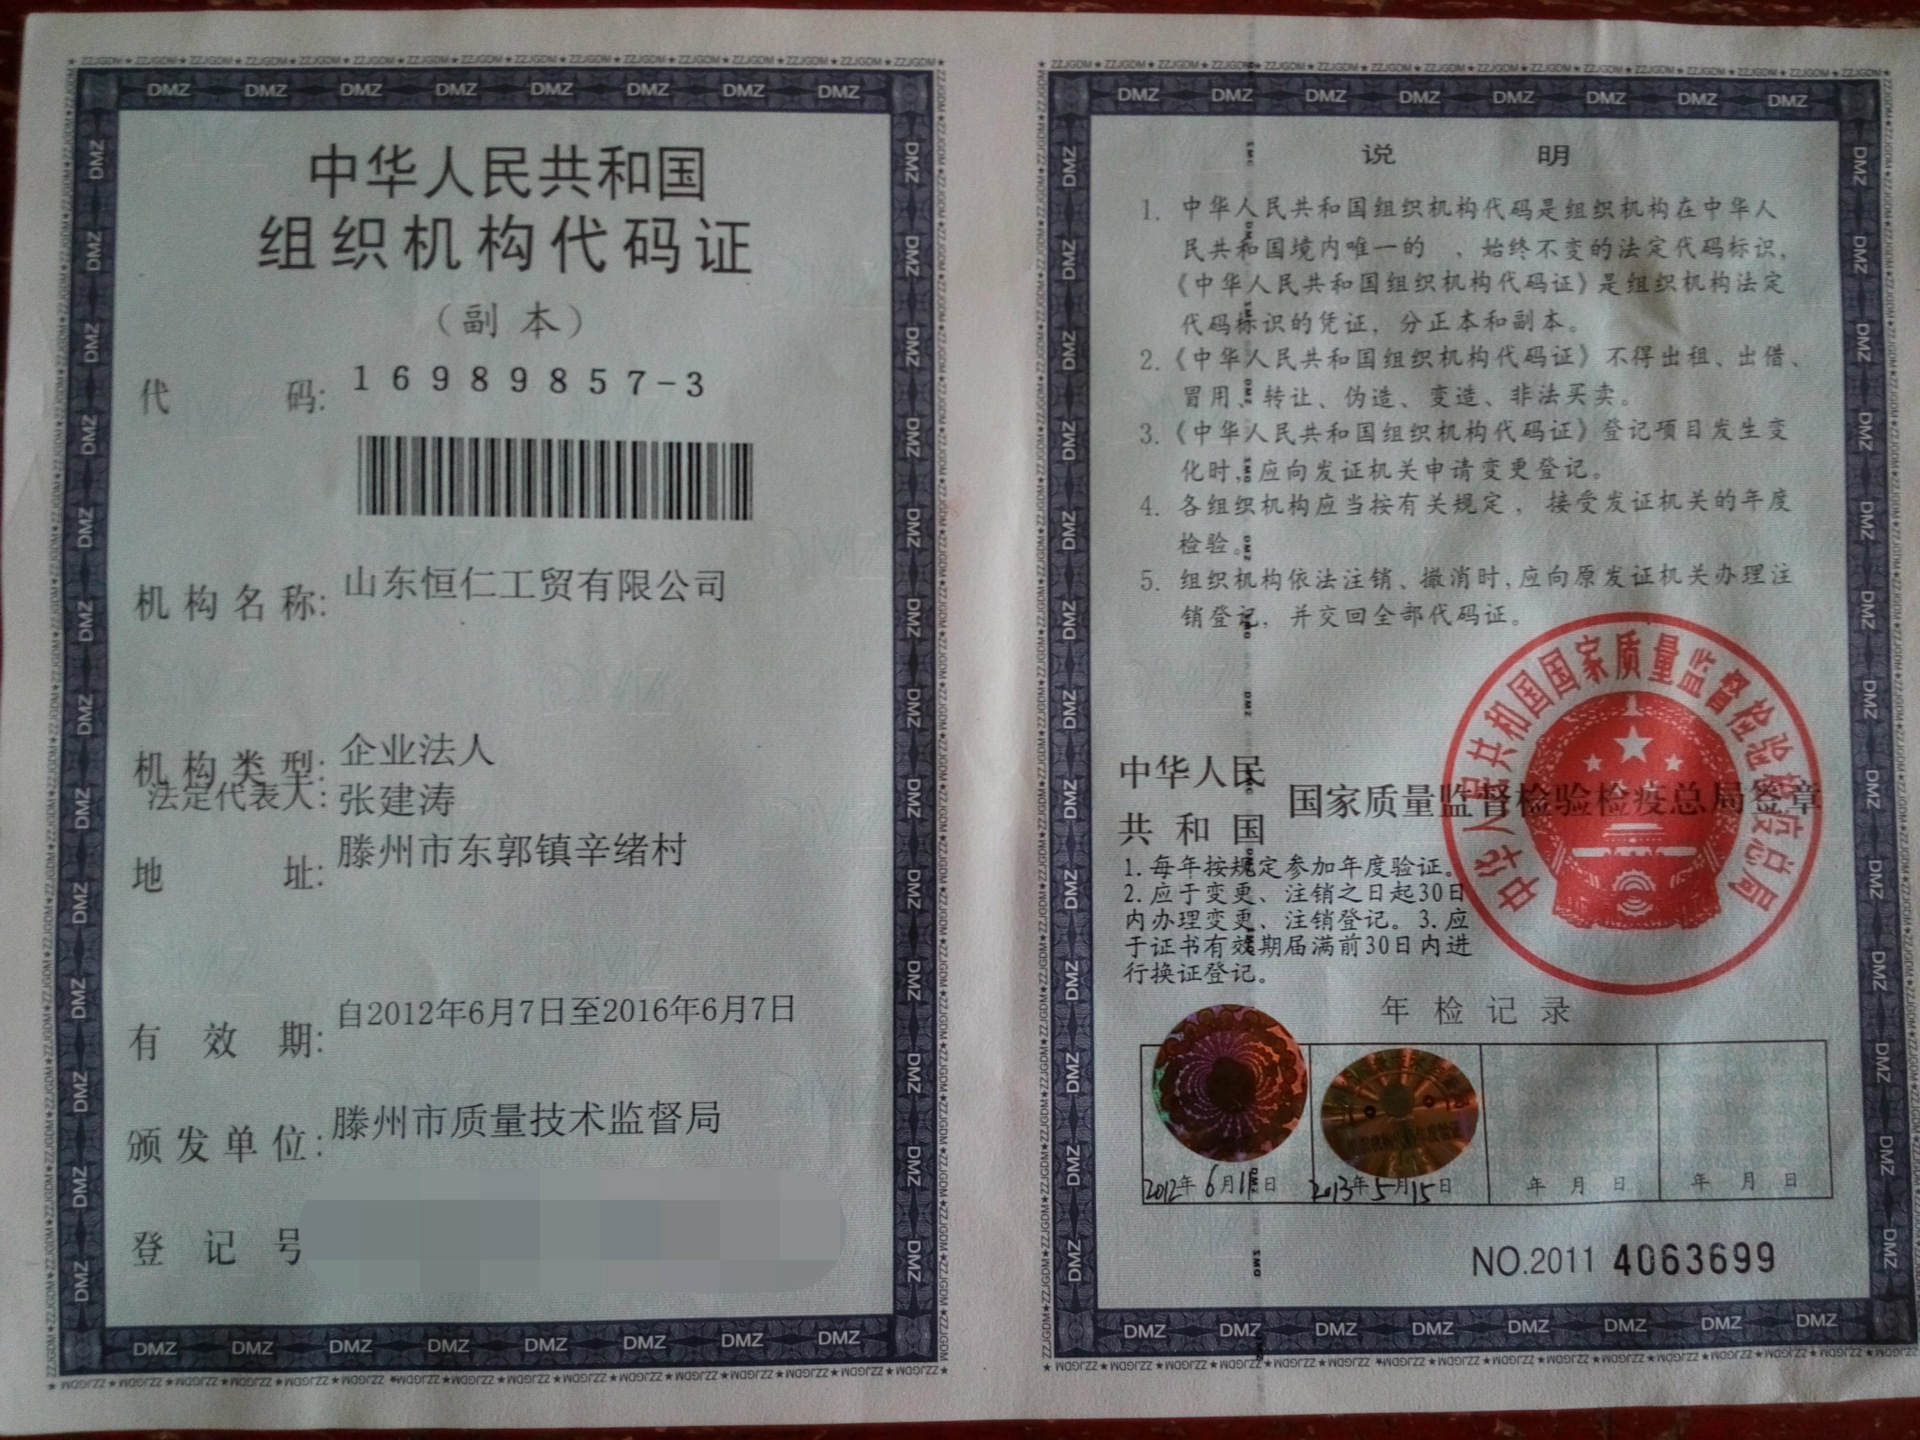 中华人民共和国
组织机构代码证
（副 本）
代 码: 16989857-3
机构名称: 山东恒仁工贸有限公司
机构类型: 企业法人
法定代表人: 张建涛
地 址: 滕州市东郭镇辛绪村
有 效 期: 自2012年6月7日至2016年6月7日
颁发单位: 滕州市质量技术监督局
登 记 号
说 明
1. 中华人民共和国组织机构代码是组织机构在中华人
民共和国境内唯一的 、始终不变的法定代码标识,
《中华人民共和国组织机构代码证》是组织机构法定
代码标识的凭证, 分正本和副本。
2.《中华人民共和国组织机构代码证》不得出租、出借、
冒用、转让、伪造、变造、非法买卖。
3.《中华人民共和国组织机构代码证》登记项目发生变
化时,应向发证机关申请变更登记。
4. 各组织机构应当按有关规定, 接受发证机关的年度
检验。
5. 组织机构依法注销、撤消时,应向原发证机关办理注
销登记, 并交回全部代码证。
中华人民
共 和 国
国家质量监督检验检疫总局签章
中华人民共和国国家质量监督检验检疫总局
1.每年按规定参加年度验证。
2.应于变更、注销之日起30日
内办理变更、注销登记。3.应
于证书有效期届满前30日内进
行换证登记。
年 检 记 录
2012年 6月11日
2013年5月15日
年 月 日
年 月 日
NO.2011 4063699